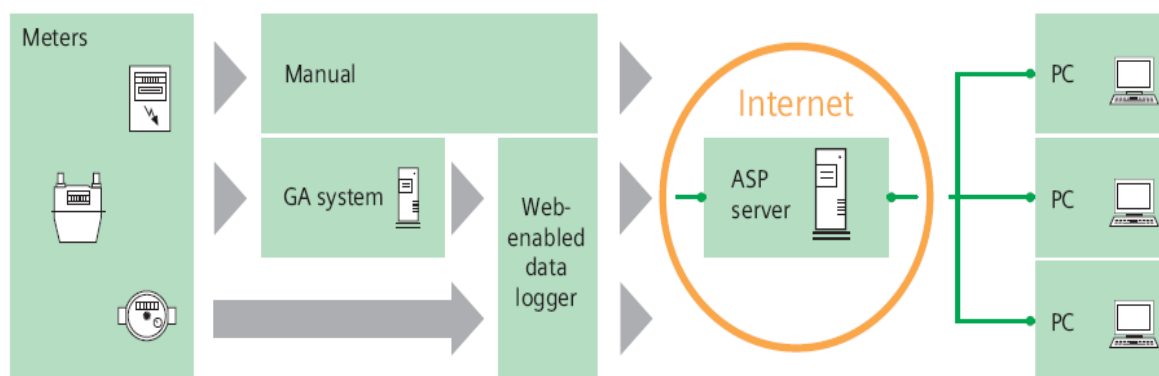 Meters
Manual
GA system
Web-
enabled
data
logger
Internet
ASP
server
PC
PC
PC